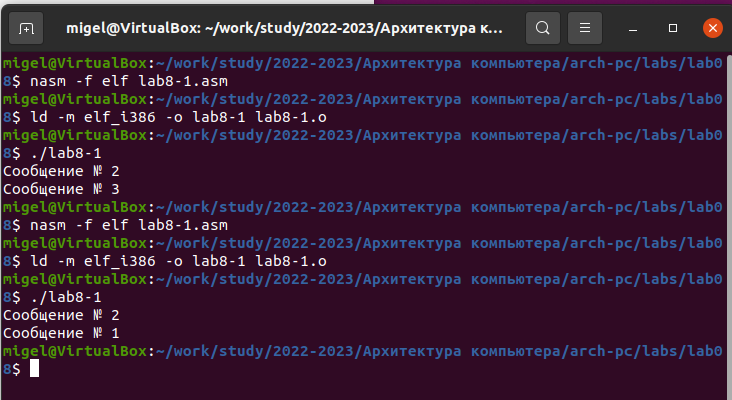 migel@VirtualBox: ~/work/study/2022-2023/Архитектура к...
migel@VirtualBox:~/work/study/2022-2023/Архитектура компьютера/arch-pc/labs/lab0
8$ nasm -f elf lab8-1.asm
migel@VirtualBox:~/work/study/2022-2023/Архитектура компьютера/arch-pc/labs/lab0
8$ ld -m elf_i386 -o lab8-1 lab8-1.o
migel@VirtualBox:~/work/study/2022-2023/Архитектура компьютера/arch-pc/labs/lab0
8$ ./lab8-1
Сообщение № 2
Сообщение № 3
migel@VirtualBox:~/work/study/2022-2023/Архитектура компьютера/arch-pc/labs/lab0
8$ nasm -f elf lab8-1.asm
migel@VirtualBox:~/work/study/2022-2023/Архитектура компьютера/arch-pc/labs/lab0
8$ ld -m elf_i386 -o lab8-1 lab8-1.o
migel@VirtualBox:~/work/study/2022-2023/Архитектура компьютера/arch-pc/labs/lab0
8$ ./lab8-1
Сообщение № 2
Сообщение № 1
migel@VirtualBox:~/work/study/2022-2023/Архитектура компьютера/arch-pc/labs/lab0
8$